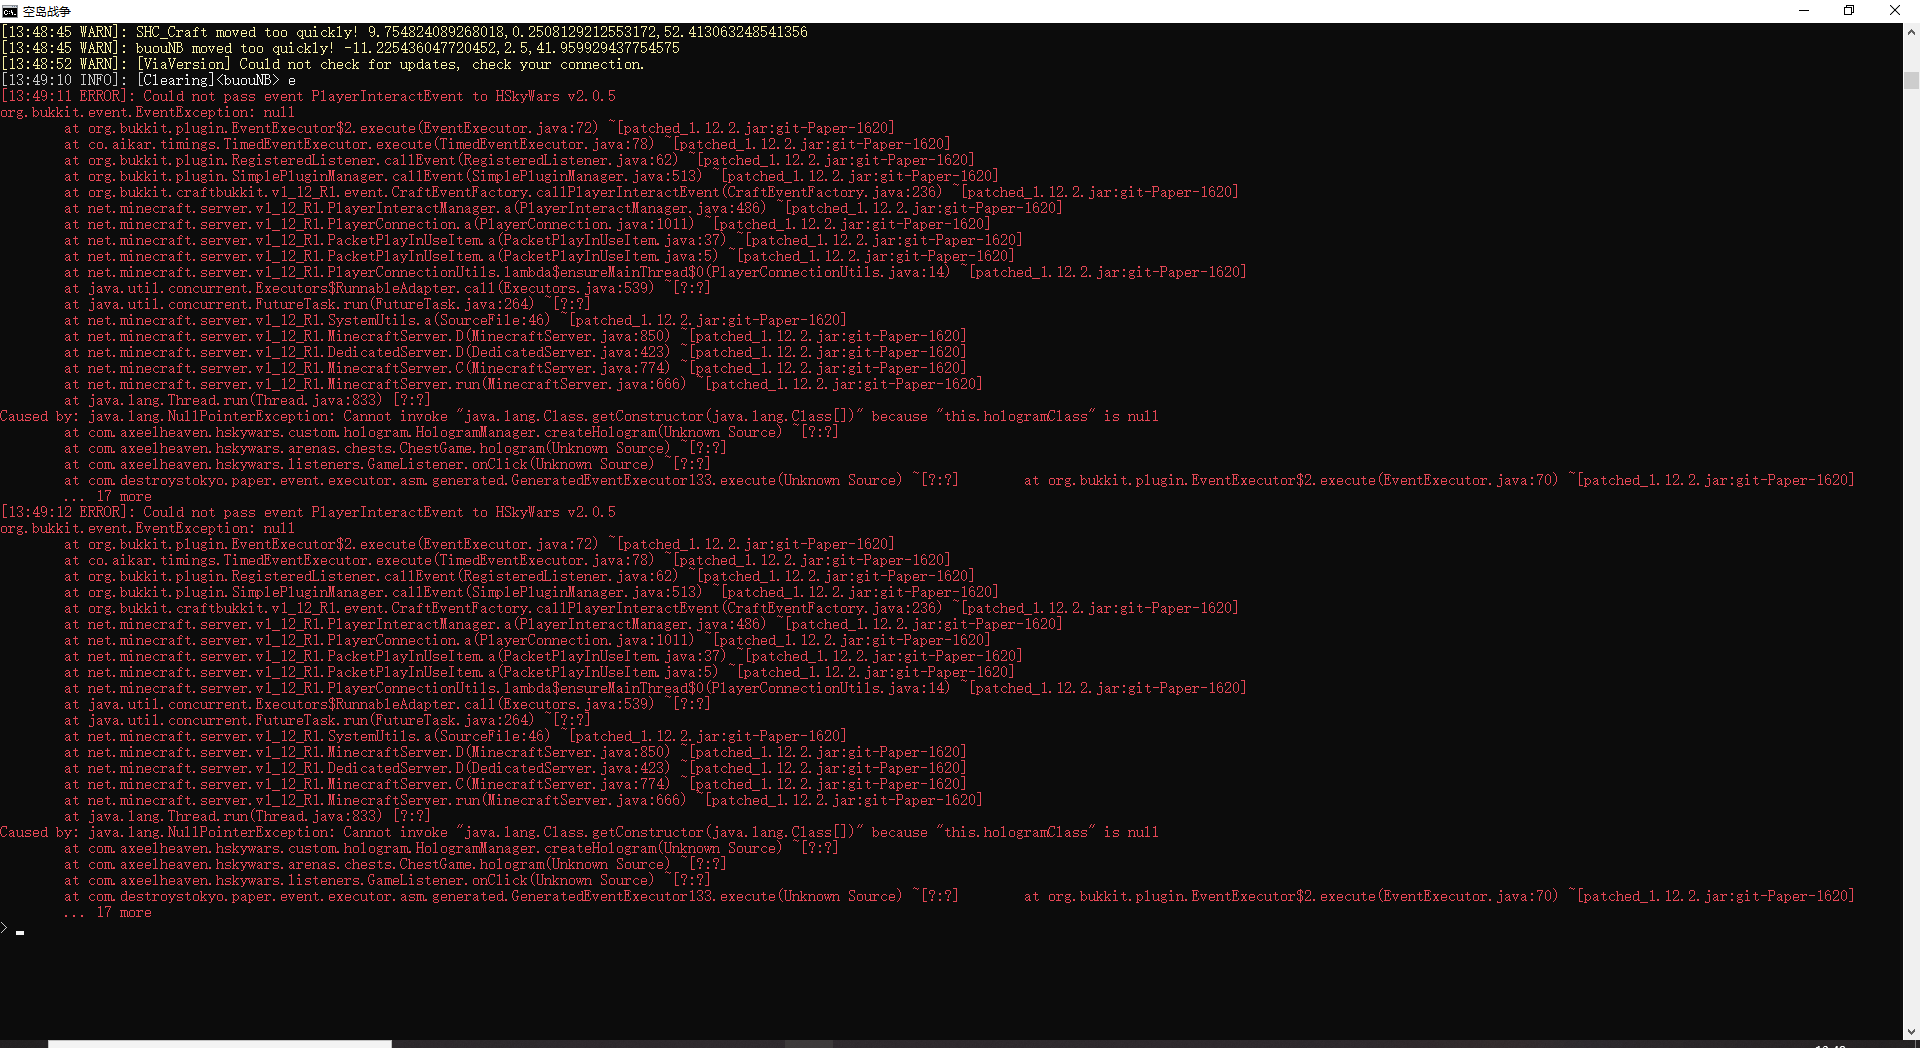 空岛战争
[13:48:45 WARN]: SHC_Craft moved too quickly! 9.754824089268018,0.2508129212553172,52.413063248541356
[13:48:45 WARN]: buouNB moved too quickly! -11.225436047720452,2.5,41.959929437754575
[13:48:52 WARN]: [ViaVersion] Could not check for updates, check your connection.
[13:49:10 INFO]: [Clearing]<buouNB> e
[13:49:11 ERROR]: Could not pass event PlayerInteractEvent to HSkyWars v2.0.5
org.bukkit.event.EventException: null
at org.bukkit.plugin.EventExecutor$2.execute(EventExecutor.java:72) ~[patched_1.12.2.jar:git-Paper-1620]
at co.aikar.timings.TimedEventExecutor.execute(TimedEventExecutor.java:78) ~[patched_1.12.2.jar:git-Paper-1620]
at org.bukkit.plugin.RegisteredListener.callEvent(RegisteredListener.java:62) ~[patched_1.12.2.jar:git-Paper-1620]
at org.bukkit.plugin.SimplePluginManager.callEvent(SimplePluginManager.java:513) ~[patched_1.12.2.jar:git-Paper-1620]
at org.bukkit.craftbukkit.v1_12_R1.event.CraftEventFactory.callPlayerInteractEvent(CraftEventFactory.java:236) ~[patched_1.12.2.jar:git-Paper-1620]
at net.minecraft.server.v1_12_R1.PlayerInteractManager.a(PlayerInteractManager.java:486) ~[patched_1.12.2.jar:git-Paper-1620]
at net.minecraft.server.v1_12_R1.PlayerConnection.a(PlayerConnection.java:1011) ~[patched_1.12.2.jar:git-Paper-1620]
at net.minecraft.server.v1_12_R1.PacketPlayInUseItem.a(PacketPlayInUseItem.java:37) ~[patched_1.12.2.jar:git-Paper-1620]
at net.minecraft.server.v1_12_R1.PacketPlayInUseItem.a(PacketPlayInUseItem.java:5) ~[patched_1.12.2.jar:git-Paper-1620]
at net.minecraft.server.v1_12_R1.PlayerConnectionUtils.lambda$ensureMainThread$0(PlayerConnectionUtils.java:14) ~[patched_1.12.2.jar:git-Paper-1620]
at java.util.concurrent.Executors$RunnableAdapter.call(Executors.java:539) ~[?:?]
at java.util.concurrent.FutureTask.run(FutureTask.java:264) ~[?:?]
at net.minecraft.server.v1_12_R1.SystemUtils.a(SourceFile:46) ~[patched_1.12.2.jar:git-Paper-1620]
at net.minecraft.server.v1_12_R1.MinecraftServer.D(MinecraftServer.java:850) ~[patched_1.12.2.jar:git-Paper-1620]
at net.minecraft.server.v1_12_R1.DedicatedServer.D(DedicatedServer.java:423) ~[patched_1.12.2.jar:git-Paper-1620]
at net.minecraft.server.v1_12_R1.MinecraftServer.C(MinecraftServer.java:774) ~[patched_1.12.2.jar:git-Paper-1620]
at net.minecraft.server.v1_12_R1.MinecraftServer.run(MinecraftServer.java:666) ~[patched_1.12.2.jar:git-Paper-1620]
at java.lang.Thread.run(Thread.java:833) [?:?]
Caused by: java.lang.NullPointerException: Cannot invoke "java.lang.Class.getConstructor(java.lang.Class[])" because "this.hologramClass" is null
at com.axeelheaven.hskywars.custom.hologram.HologramManager.createHologram(Unknown Source) ~[?:?]
at com.axeelheaven.hskywars.arenas.chests.ChestGame.hologram(Unknown Source) ~[?:?]
at com.axeelheaven.hskywars.listeners.GameListener.onClick(Unknown Source) ~[?:?]
at com.destroystokyo.paper.event.executor.asm.generated.GeneratedEventExecutor133.execute(Unknown Source) ~[?:?] at org.bukkit.plugin.EventExecutor$2.execute(EventExecutor.java:70) ~[patched_1.12.2.jar:git-Paper-1620]
... 17 more
[13:49:12 ERROR]: Could not pass event PlayerInteractEvent to HSkyWars v2.0.5
org.bukkit.event.EventException: null
at org.bukkit.plugin.EventExecutor$2.execute(EventExecutor.java:72) ~[patched_1.12.2.jar:git-Paper-1620]
at co.aikar.timings.TimedEventExecutor.execute(TimedEventExecutor.java:78) ~[patched_1.12.2.jar:git-Paper-1620]
at org.bukkit.plugin.RegisteredListener.callEvent(RegisteredListener.java:62) ~[patched_1.12.2.jar:git-Paper-1620]
at org.bukkit.plugin.SimplePluginManager.callEvent(SimplePluginManager.java:513) ~[patched_1.12.2.jar:git-Paper-1620]
at org.bukkit.craftbukkit.v1_12_R1.event.CraftEventFactory.callPlayerInteractEvent(CraftEventFactory.java:236) ~[patched_1.12.2.jar:git-Paper-1620]
at net.minecraft.server.v1_12_R1.PlayerInteractManager.a(PlayerInteractManager.java:486) ~[patched_1.12.2.jar:git-Paper-1620]
at net.minecraft.server.v1_12_R1.PlayerConnection.a(PlayerConnection.java:1011) ~[patched_1.12.2.jar:git-Paper-1620]
at net.minecraft.server.v1_12_R1.PacketPlayInUseItem.a(PacketPlayInUseItem.java:37) ~[patched_1.12.2.jar:git-Paper-1620]
at net.minecraft.server.v1_12_R1.PacketPlayInUseItem.a(PacketPlayInUseItem.java:5) ~[patched_1.12.2.jar:git-Paper-1620]
at net.minecraft.server.v1_12_R1.PlayerConnectionUtils.lambda$ensureMainThread$0(PlayerConnectionUtils.java:14) ~[patched_1.12.2.jar:git-Paper-1620]
at java.util.concurrent.Executors$RunnableAdapter.call(Executors.java:539) ~[?:?]
at java.util.concurrent.FutureTask.run(FutureTask.java:264) ~[?:?]
at net.minecraft.server.v1_12_R1.SystemUtils.a(SourceFile:46) ~[patched_1.12.2.jar:git-Paper-1620]
at net.minecraft.server.v1_12_R1.MinecraftServer.D(MinecraftServer.java:850) ~[patched_1.12.2.jar:git-Paper-1620]
at net.minecraft.server.v1_12_R1.DedicatedServer.D(DedicatedServer.java:423) ~[patched_1.12.2.jar:git-Paper-1620]
at net.minecraft.server.v1_12_R1.MinecraftServer.C(MinecraftServer.java:774) ~[patched_1.12.2.jar:git-Paper-1620]
at net.minecraft.server.v1_12_R1.MinecraftServer.run(MinecraftServer.java:666) ~[patched_1.12.2.jar:git-Paper-1620]
at java.lang.Thread.run(Thread.java:833) [?:?]
Caused by: java.lang.NullPointerException: Cannot invoke "java.lang.Class.getConstructor(java.lang.Class[])" because "this.hologramClass" is null
at com.axeelheaven.hskywars.custom.hologram.HologramManager.createHologram(Unknown Source) ~[?:?]
at com.axeelheaven.hskywars.arenas.chests.ChestGame.hologram(Unknown Source) ~[?:?]
at com.axeelheaven.hskywars.listeners.GameListener.onClick(Unknown Source) ~[?:?]
at com.destroystokyo.paper.event.executor.asm.generated.GeneratedEventExecutor133.execute(Unknown Source) ~[?:?] at org.bukkit.plugin.EventExecutor$2.execute(EventExecutor.java:70) ~[patched_1.12.2.jar:git-Paper-1620]
... 17 more
>